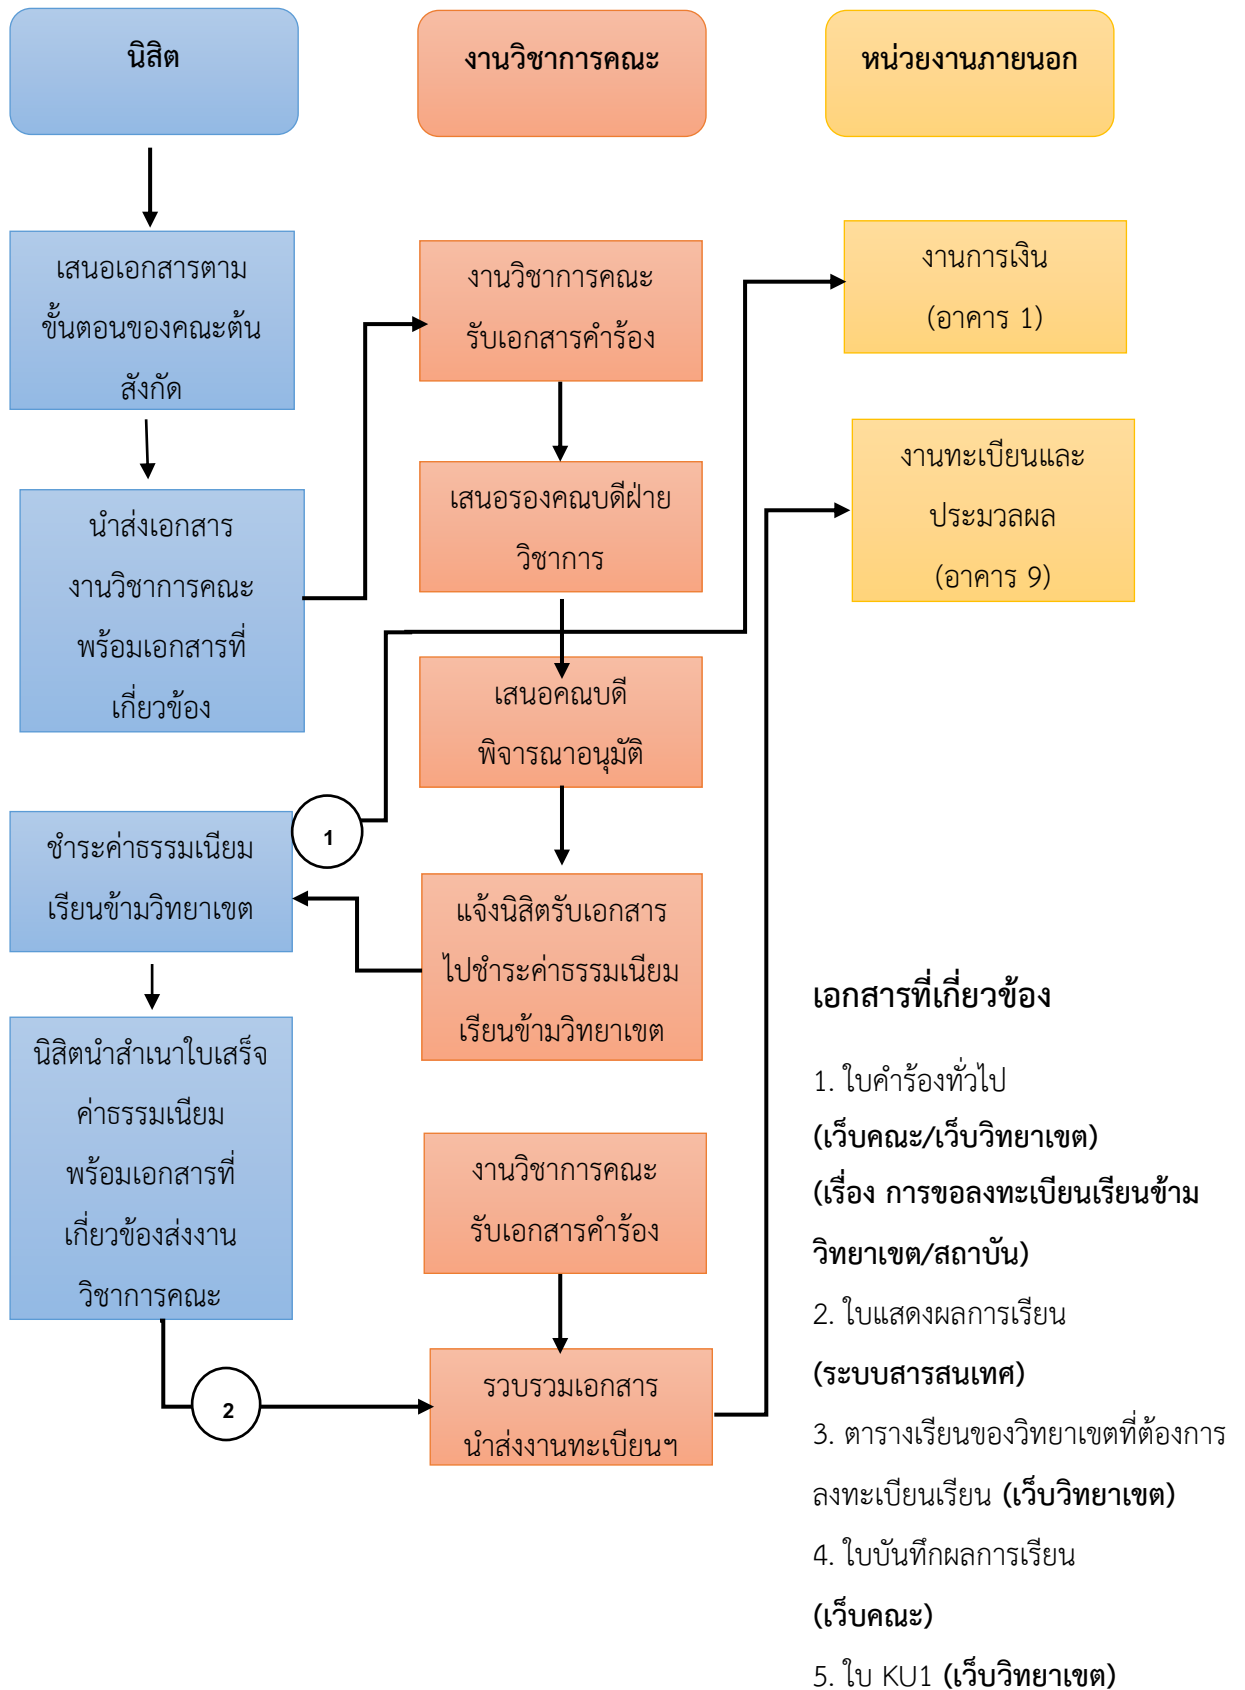 นิสิต
งานวิชาการคณะ
หน่วยงานภายนอก
เสนอเอกสารตาม
ขั้นตอนของคณะต้น
สังกัด
นำส่งเอกสาร
งานวิชาการคณะ
พร้อมเอกสารที่
เกี่ยวข้อง
ชำระค่าธรรมเนียม
เรียนข้ามวิทยาเขต
1
นิสิตนำสำเนาใบเสร็จ
ค่าธรรมเนียม
พร้อมเอกสารที่
เกี่ยวข้องส่งงาน
วิชาการคณะ
2
งานวิชาการคณะ
รับเอกสารคำร้อง
เสนอรองคณบดีฝ่าย
วิชาการ
เสนอคณบดี
พิจารณาอนุมัติ
แจ้งนิสิตรับเอกสาร
ไปชำระค่าธรรมเนียม
เรียนข้ามวิทยาเขต
งานวิชาการคณะ
รับเอกสารคำร้อง
รวบรวมเอกสาร
นำส่งงานทะเบียนฯ
งานการเงิน
(อาคาร 1)
งานทะเบียนและ
ประมวลผล
(อาคาร 9)
เอกสารที่เกี่ยวข้อง
1. ใบคำร้องทั่วไป
(เว็บคณะ/เว็บวิทยาเขต)
(เรื่อง การขอลงทะเบียนเรียนข้าม
วิทยาเขต/สถาบัน)
2. ใบแสดงผลการเรียน
(ระบบสารสนเทศ)
3. ตารางเรียนของวิทยาเขตที่ต้องการ
ลงทะเบียนเรียน (เว็บวิทยาเขต)
4. ใบบันทึกผลการเรียน
(เว็บคณะ)
5. ใบ KU1 (เว็บวิทยาเขต)